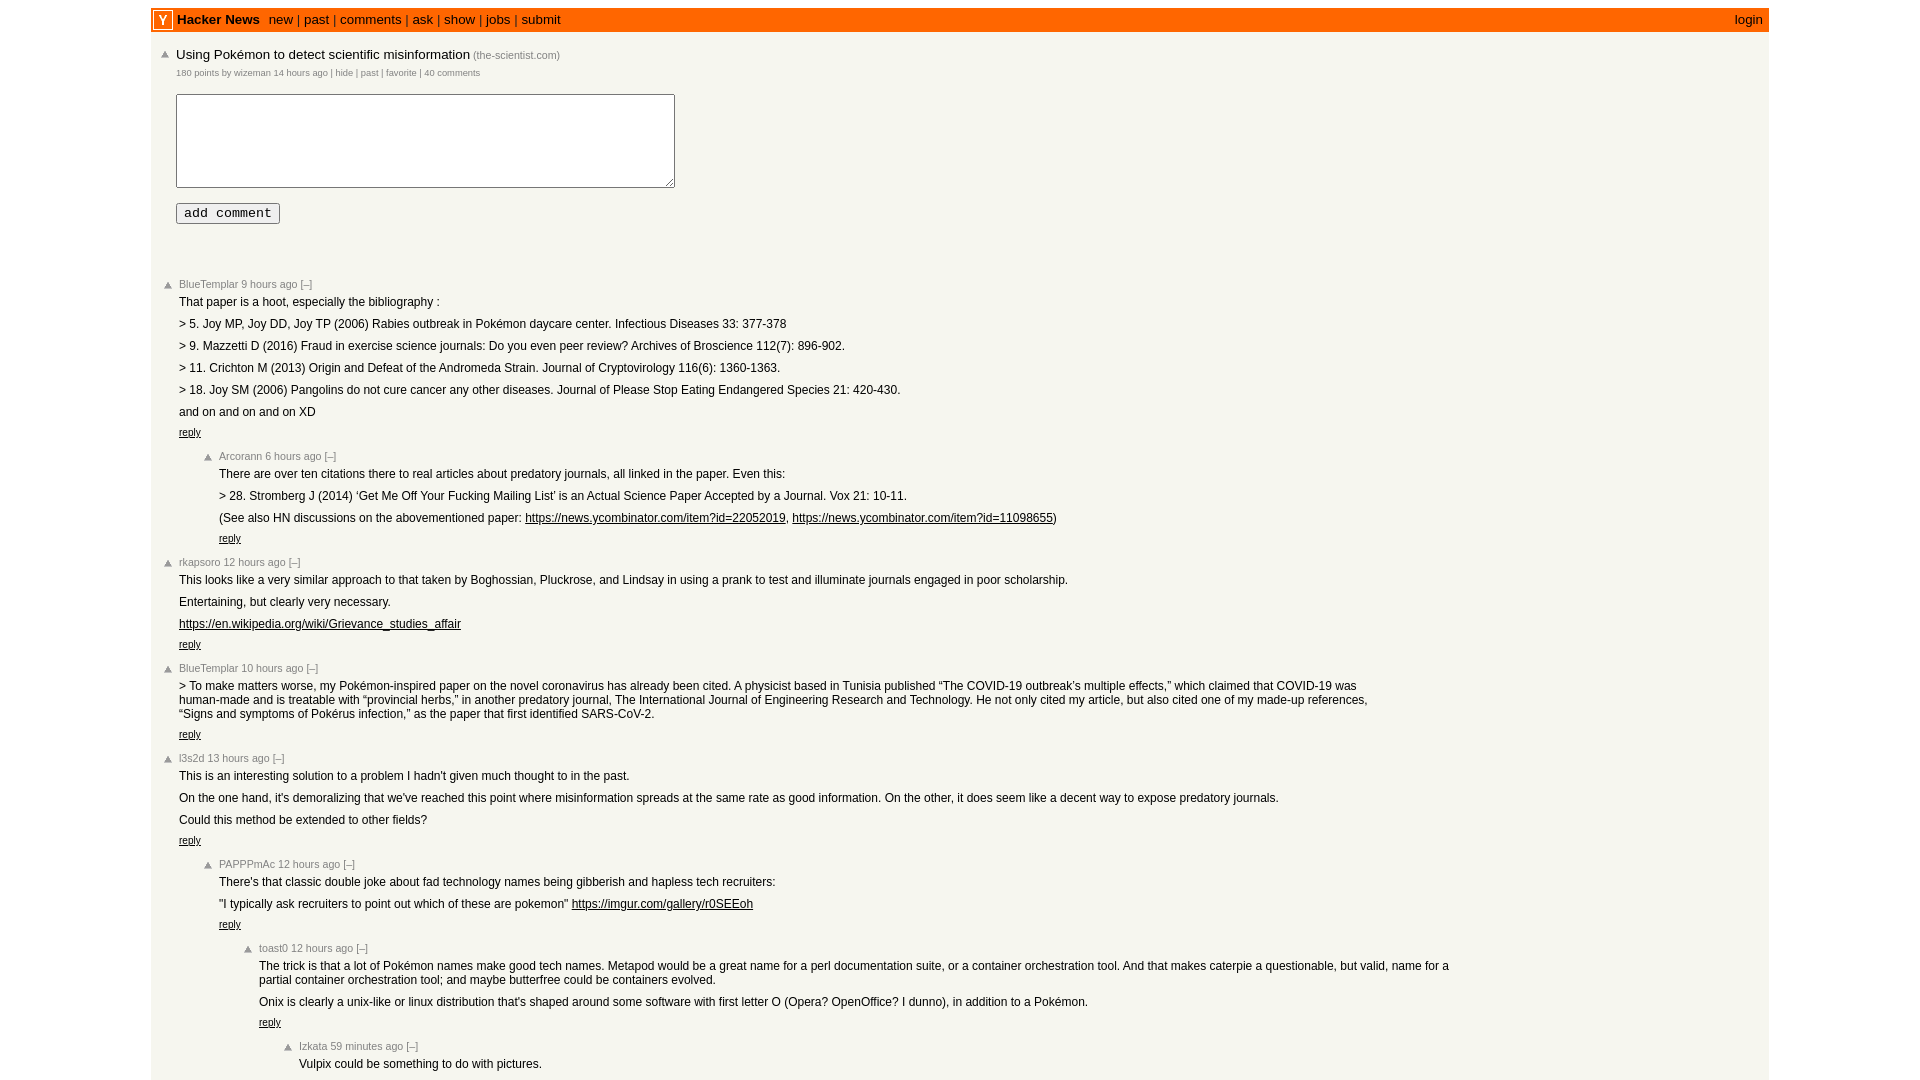 Y Hacker News new | past | comments | ask | show | jobs | submit login
Using Pokémon to detect scientific misinformation (the-scientist.com)
180 points by wizeman 14 hours ago | hide | past | favorite | 40 comments
add comment
BlueTemplar 9 hours ago [–]
That paper is a hoot, especially the bibliography :
> 5. Joy MP, Joy DD, Joy TP (2006) Rabies outbreak in Pokémon daycare center. Infectious Diseases 33: 377-378
> 9. Mazzetti D (2016) Fraud in exercise science journals: Do you even peer review? Archives of Broscience 112(7): 896-902.
> 11. Crichton M (2013) Origin and Defeat of the Andromeda Strain. Journal of Cryptovirology 116(6): 1360-1363.
> 18. Joy SM (2006) Pangolins do not cure cancer any other diseases. Journal of Please Stop Eating Endangered Species 21: 420-430.
and on and on and on XD
reply
Arcorann 6 hours ago [–]
There are over ten citations there to real articles about predatory journals, all linked in the paper. Even this:
> 28. Stromberg J (2014) ‘Get Me Off Your Fucking Mailing List’ is an Actual Science Paper Accepted by a Journal. Vox 21: 10-11.
(See also HN discussions on the abovementioned paper: https://news.ycombinator.com/item?id=22052019, https://news.ycombinator.com/item?id=11098655)
reply
rkapsoro 12 hours ago [–]
This looks like a very similar approach to that taken by Boghossian, Pluckrose, and Lindsay in using a prank to test and illuminate journals engaged in poor scholarship.
Entertaining, but clearly very necessary.
https://en.wikipedia.org/wiki/Grievance_studies_affair
reply
BlueTemplar 10 hours ago [–]
> To make matters worse, my Pokémon-inspired paper on the novel coronavirus has already been cited. A physicist based in Tunisia published “The COVID-19 outbreak’s multiple effects,” which claimed that COVID-19 was
human-made and is treatable with “provincial herbs,” in another predatory journal, The International Journal of Engineering Research and Technology. He not only cited my article, but also cited one of my made-up references,
“Signs and symptoms of Pokérus infection,” as the paper that first identified SARS-CoV-2.
reply
l3s2d 13 hours ago [–]
This is an interesting solution to a problem I hadn't given much thought to in the past.
On the one hand, it's demoralizing that we've reached this point where misinformation spreads at the same rate as good information. On the other, it does seem like a decent way to expose predatory journals.
Could this method be extended to other fields?
reply
PAPPPmAc 12 hours ago [–]
There's that classic double joke about fad technology names being gibberish and hapless tech recruiters:
"I typically ask recruiters to point out which of these are pokemon" https://imgur.com/gallery/r0SEEoh
reply
toast0 12 hours ago [–]
The trick is that a lot of Pokémon names make good tech names. Metapod would be a great name for a perl documentation suite, or a container orchestration tool. And that makes caterpie a questionable, but valid, name for a
partial container orchestration tool; and maybe butterfree could be containers evolved.
Onix is clearly a unix-like or linux distribution that's shaped around some software with first letter O (Opera? OpenOffice? I dunno), in addition to a Pokémon.
reply
Izkata 59 minutes ago [–]
Vulpix could be something to do with pictures.